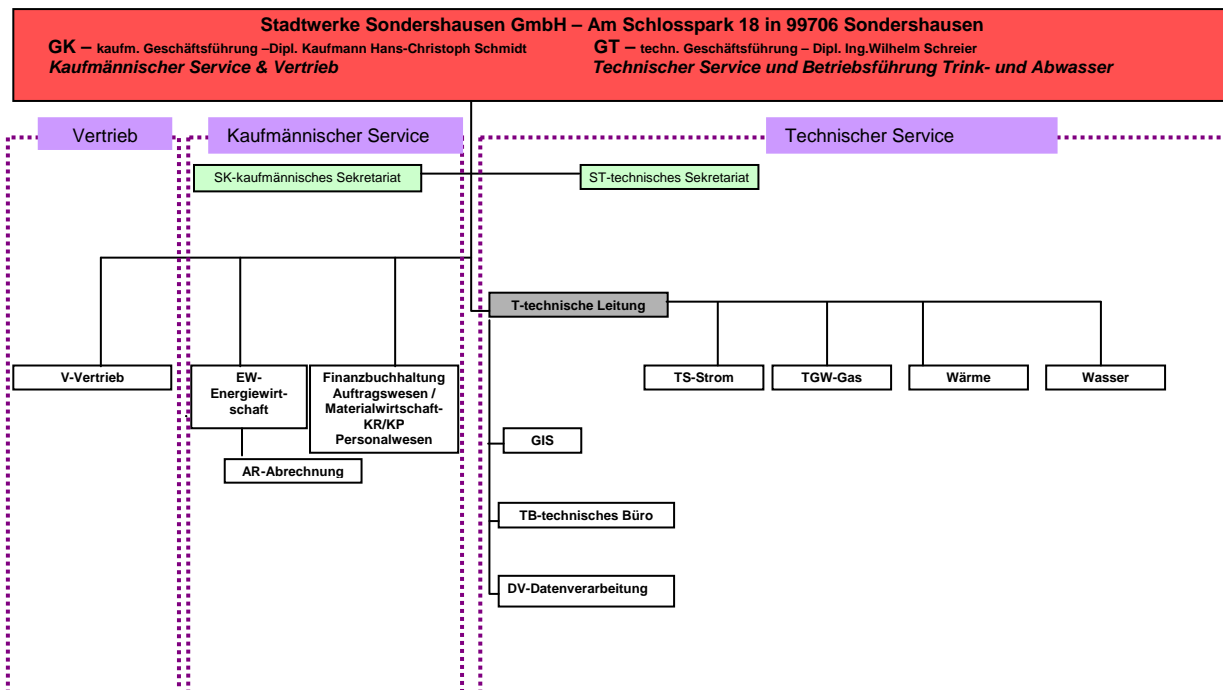 Stadtwerke Sondershausen GmbH – Am Schlosspark 18 in 99706 Sondershausen
GK – kaufm. Geschäftsführung –Dipl. Kaufmann Hans-Christoph Schmidt
GT – techn. Geschäftsführung – Dipl. Ing.Wilhelm Schreier
Kaufmännischer Service & Vertrieb
Technischer Service und Betriebsführung Trink- und Abwasser
Vertrieb
Kaufmännischer Service
Technischer Service
SK-kaufmännisches Sekretariat
ST-technisches Sekretariat
T-technische Leitung
V-Vertrieb
EW-
Energiewirt-
schaft
Finanzbuchhaltung
Auftragswesen /
Materialwirtschaft-
KR/KP
Personalwesen
TS-Strom
TGW-Gas
Wärme
Wasser
AR-Abrechnung
GIS
TB-technisches Büro
DV-Datenverarbeitung